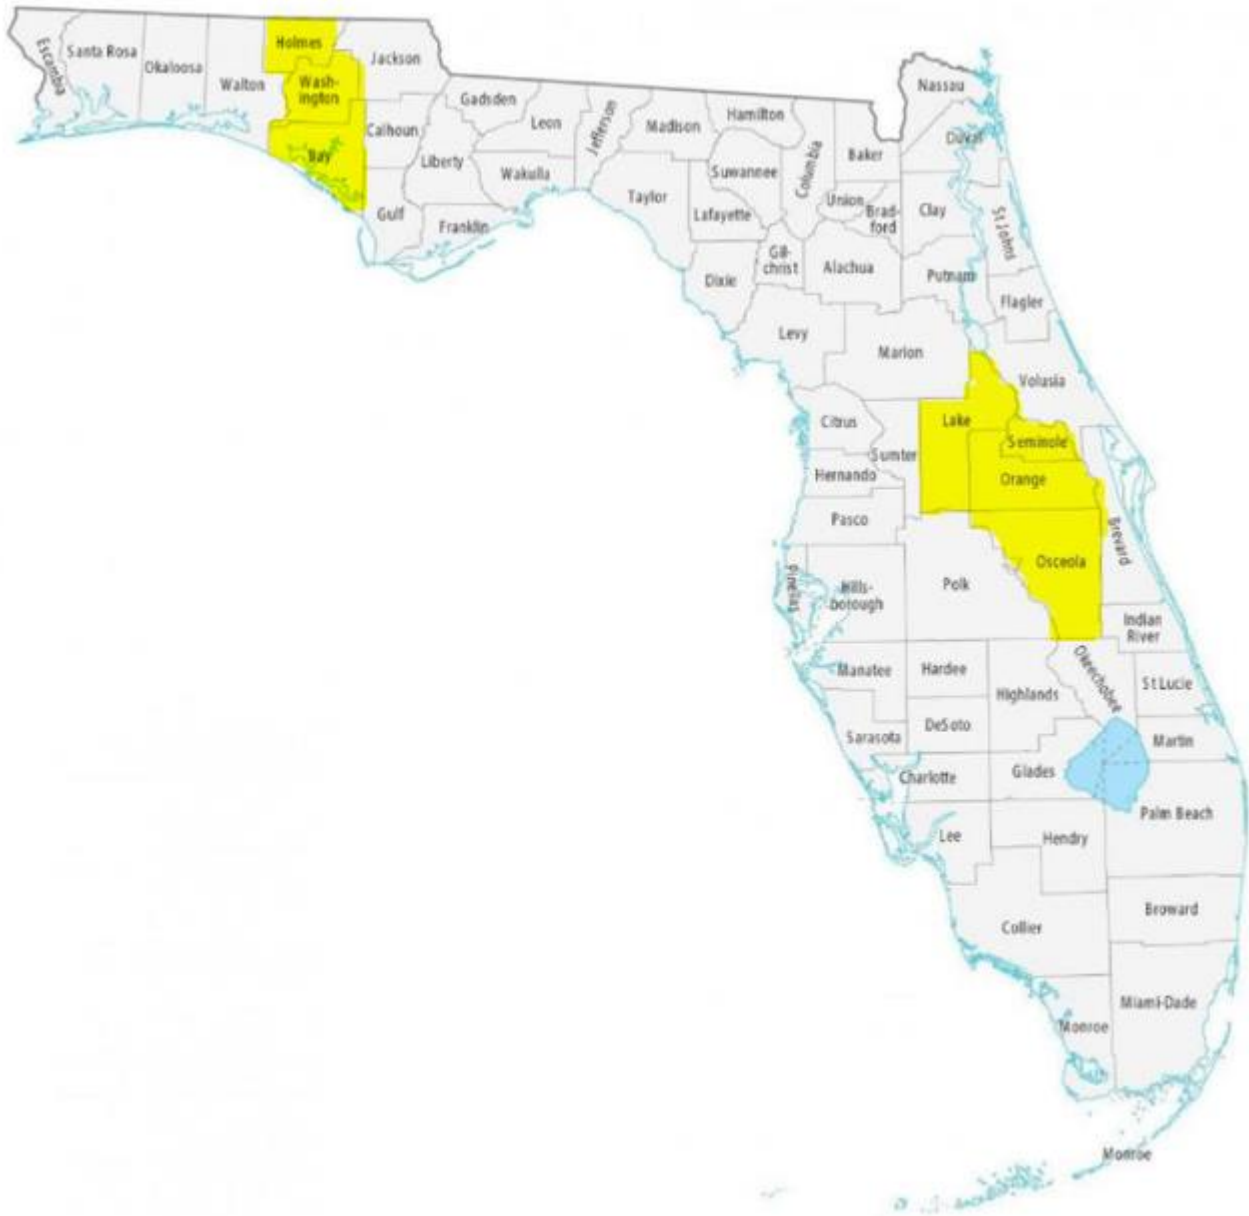 Escambia
Santa Rosa
Okaloosa
Walton
Holmes
Wash-
ington
Bay
Jackson
Calhoun
Gulf
Gadsden
Liberty
Franklin
Leon
Wakulla
Jefferson
Madison
Taylor
Hamilton
Suwannee
Lafayette
Dixie
Columbia
Gil-
christ
Baker
Union
Brad-
ford
Alachua
Levy
Nassau
Duval
Clay
St Johns
Putnam
Flagler
Marion
Volusia
Citrus
Sumter
Lake
Seminole
Orange
Hernando
Pasco
Brevard
Osceola
Pinellas
Hills-
borough
Polk
Indian
River
Manatee
Hardee
Highlands
Okeechobee
St Lucie
Sarasota
DeSoto
Martin
Charlotte
Glades
Palm Beach
Lee
Hendry
Broward
Collier
Miami-Dade
Monroe
Monroe